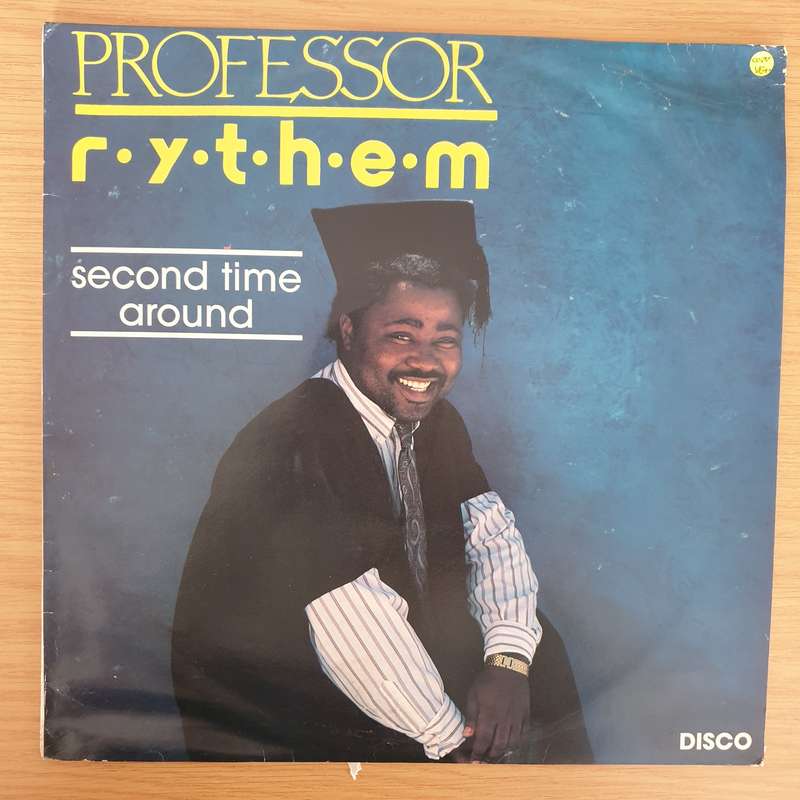 PROFESSOR
r·y·t·h·e·m
second time
around
DISCO